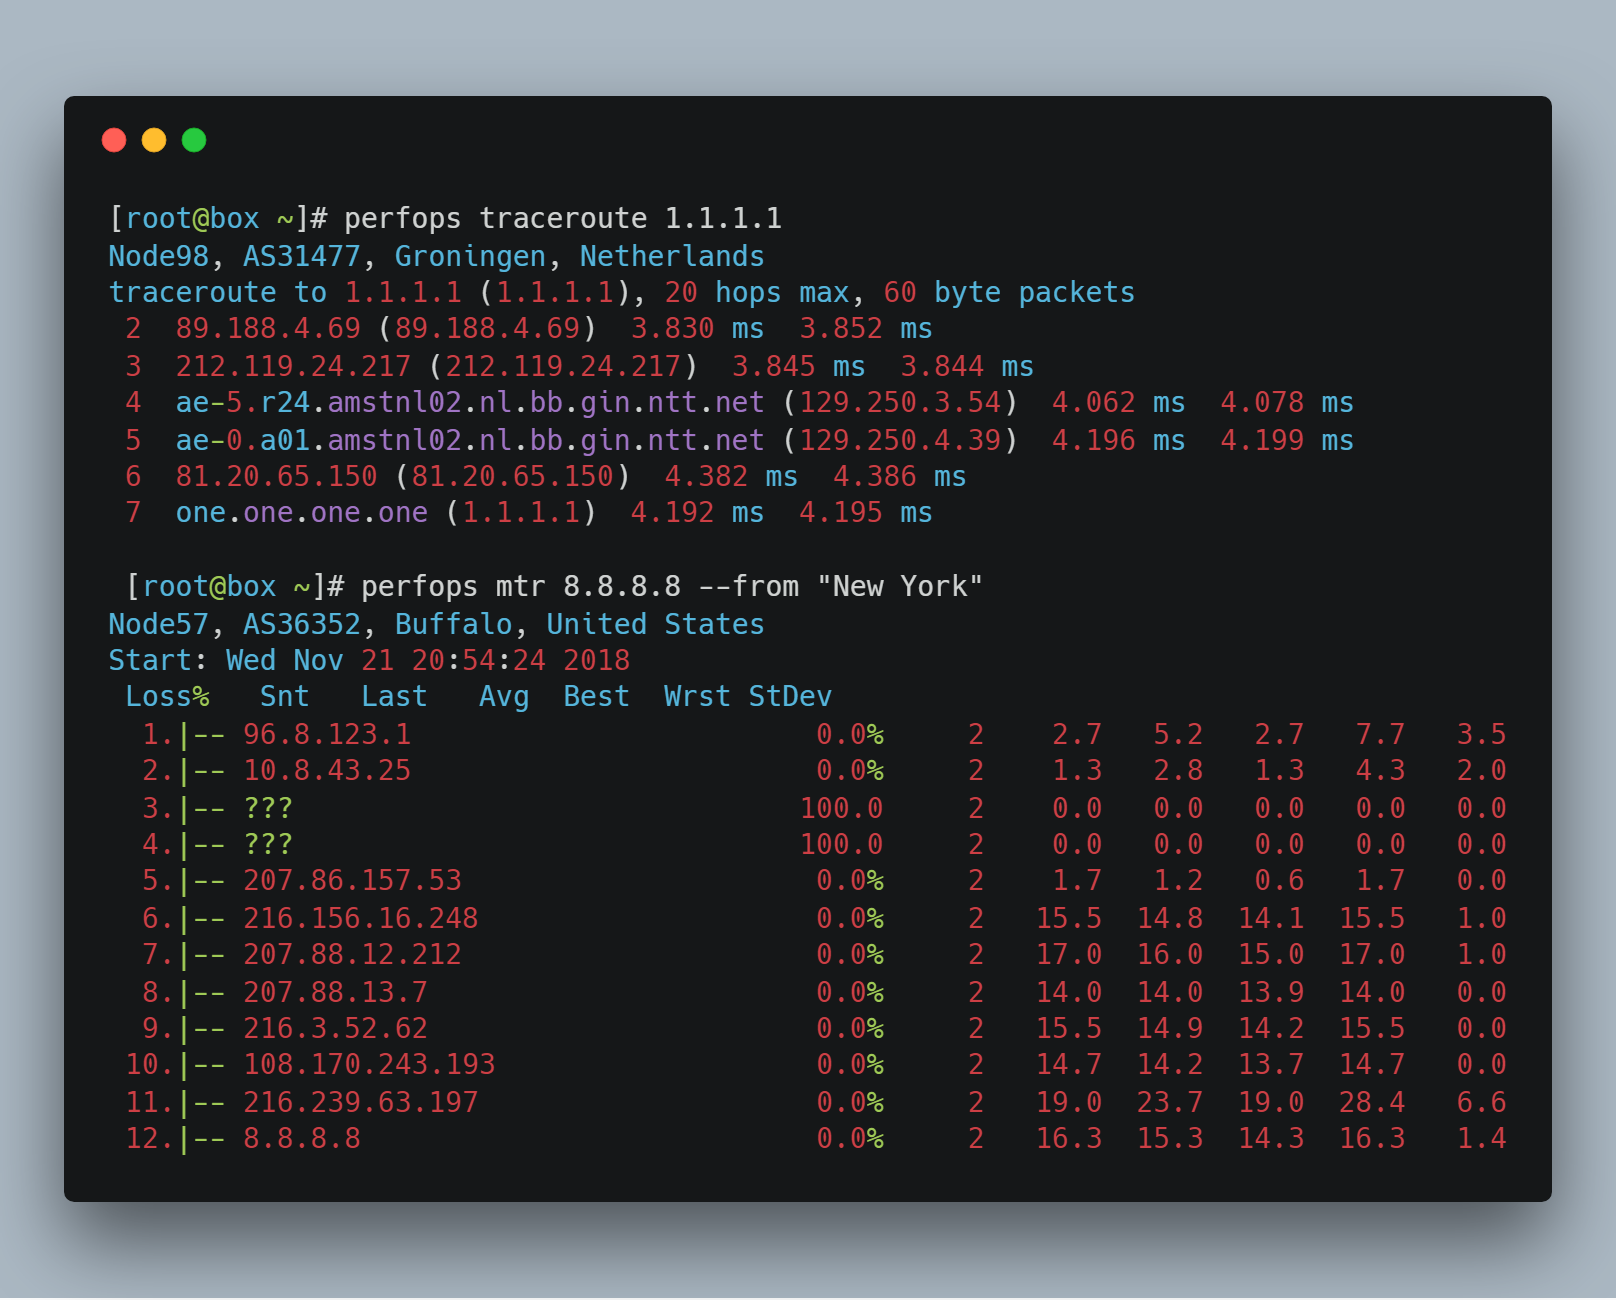 [root@box ~]# perfops traceroute 1.1.1.1
Node98, AS31477, Groningen, Netherlands
traceroute to 1.1.1.1 (1.1.1.1), 20 hops max, 60 byte packets
 2  89.188.4.69 (89.188.4.69)  3.830 ms  3.852 ms
 3  212.119.24.217 (212.119.24.217)  3.845 ms  3.844 ms
 4  ae-5.r24.amstnl02.nl.bb.gin.ntt.net (129.250.3.54)  4.062 ms  4.078 ms
 5  ae-0.a01.amstnl02.nl.bb.gin.ntt.net (129.250.4.39)  4.196 ms  4.199 ms
 6  81.20.65.150 (81.20.65.150)  4.382 ms  4.386 ms
 7  one.one.one.one (1.1.1.1)  4.192 ms  4.195 ms
 [root@box ~]# perfops mtr 8.8.8.8 --from "New York"
Node57, AS36352, Buffalo, United States
Start: Wed Nov 21 20:54:24 2018
 Loss%   Snt   Last   Avg  Best  Wrst StDev
  1.|-- 96.8.123.1                        0.0%     2    2.7   5.2   2.7   7.7   3.5
  2.|-- 10.8.43.25                        0.0%     2    1.3   2.8   1.3   4.3   2.0
  3.|-- ???                              100.0     2    0.0   0.0   0.0   0.0   0.0
  4.|-- ???                              100.0     2    0.0   0.0   0.0   0.0   0.0
  5.|-- 207.86.157.53                     0.0%     2    1.7   1.2   0.6   1.7   0.0
  6.|-- 216.156.16.248                    0.0%     2   15.5  14.8  14.1  15.5   1.0
  7.|-- 207.88.12.212                     0.0%     2   17.0  16.0  15.0  17.0   1.0
  8.|-- 207.88.13.7                       0.0%     2   14.0  14.0  13.9  14.0   0.0
  9.|-- 216.3.52.62                       0.0%     2   15.5  14.9  14.2  15.5   0.0
 10.|-- 108.170.243.193                   0.0%     2   14.7  14.2  13.7  14.7   0.0
 11.|-- 216.239.63.197                    0.0%     2   19.0  23.7  19.0  28.4   6.6
 12.|-- 8.8.8.8                           0.0%     2   16.3  15.3  14.3  16.3   1.4